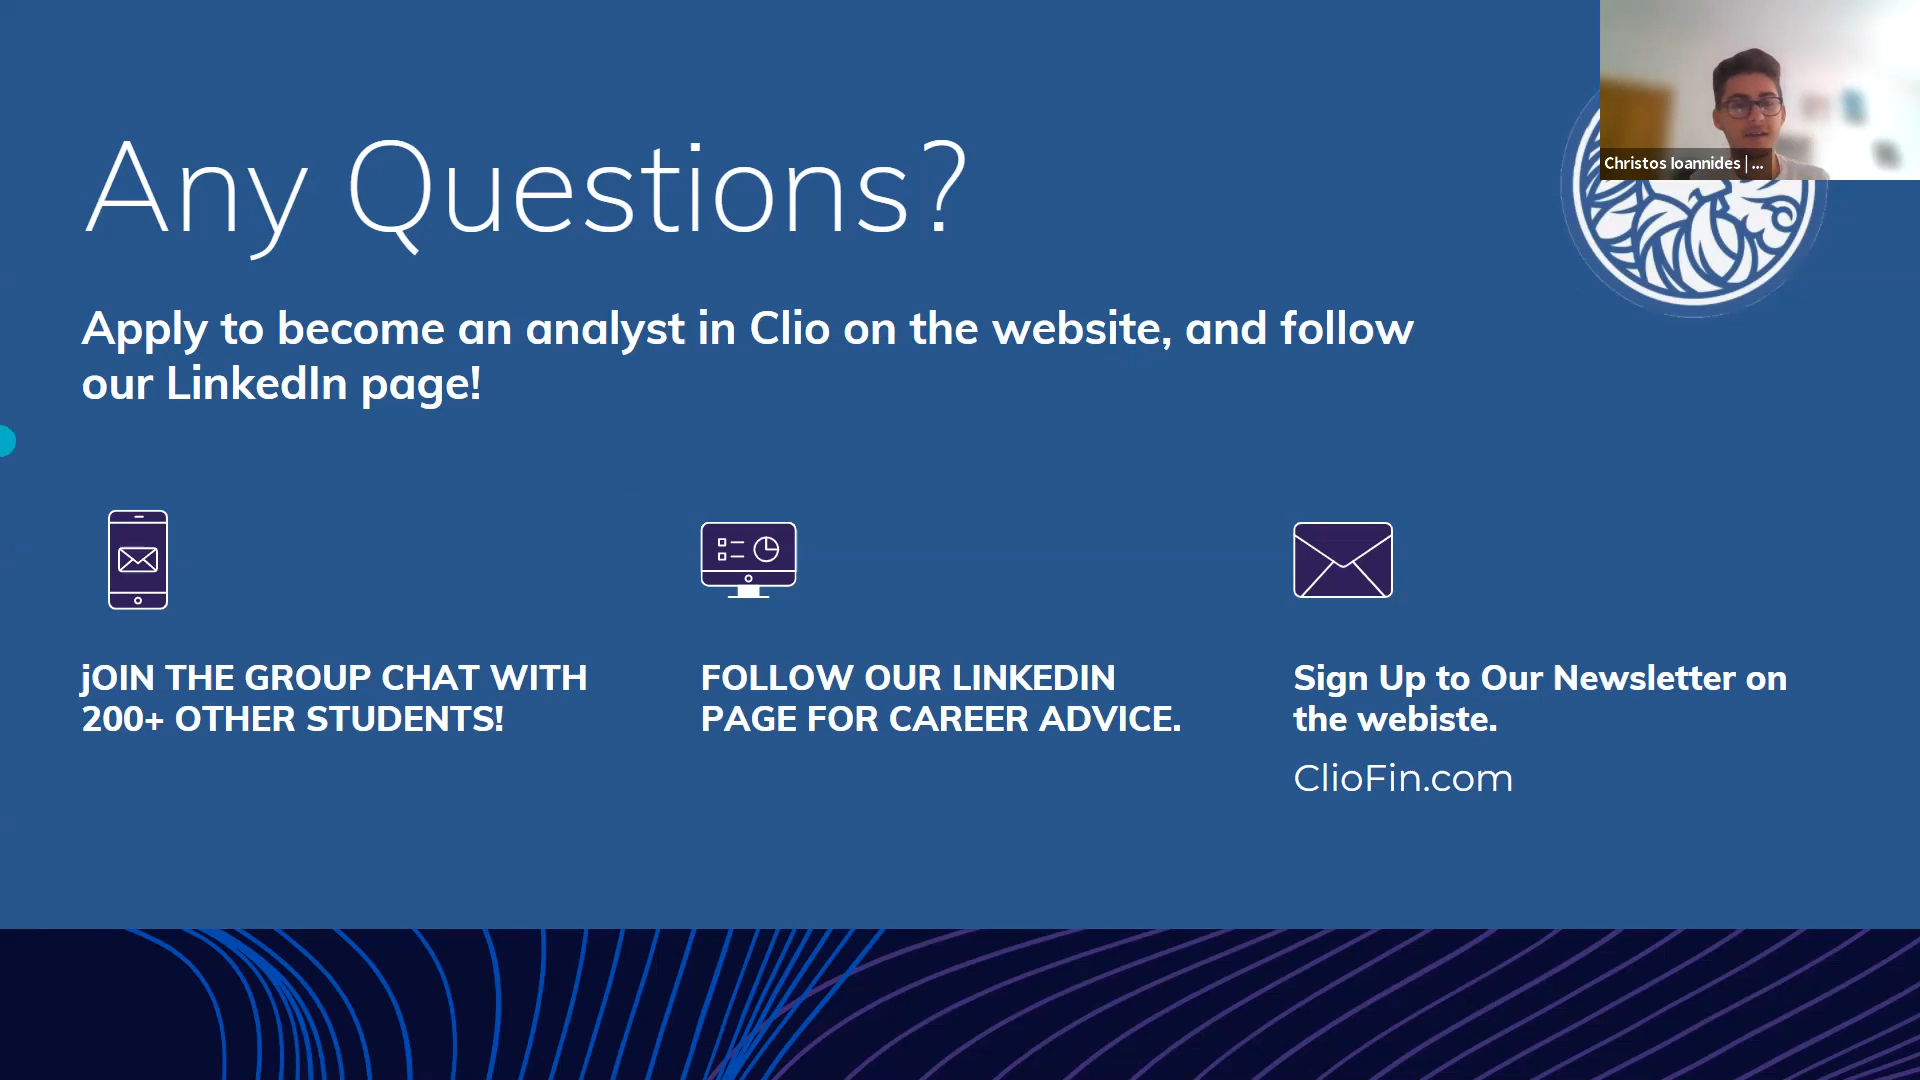 Any Questions?
Christos Ioannides | ...
Apply to become an analyst in Clio on the website, and follow
our LinkedIn page!
jOIN THE GROUP CHAT WITH
200+ OTHER STUDENTS!
FOLLOW OUR LINKEDIN
PAGE FOR CAREER ADVICE.
Sign Up to Our Newsletter on
the webiste.
ClioFin.com